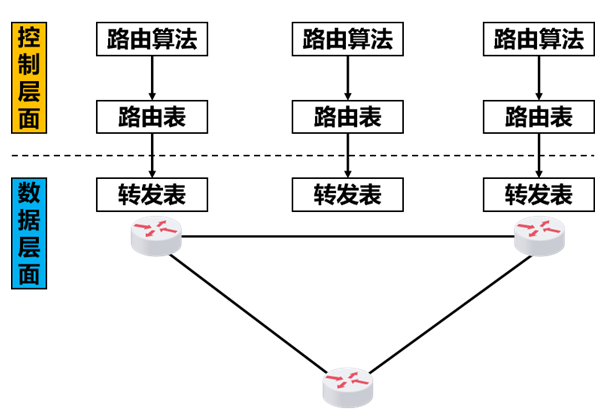 控制层面
路由算法 路由算法 路由算法
路由表 路由表 路由表
数据层面
转发表 转发表 转发表